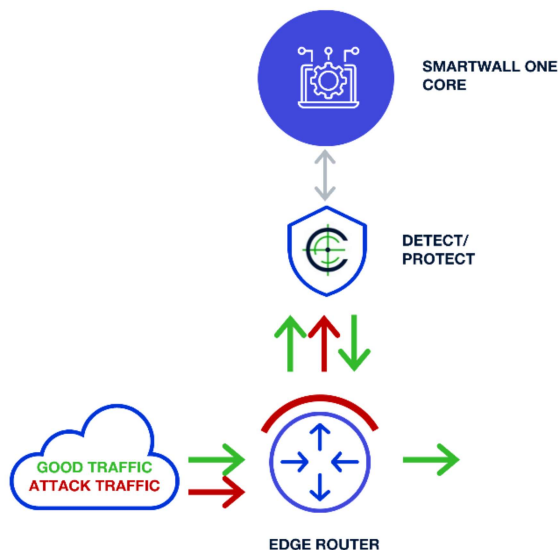 SMARTWALL ONE
CORE
DETECT/
PROTECT
GOOD TRAFFIC
ATTACK TRAFFIC
EDGE ROUTER